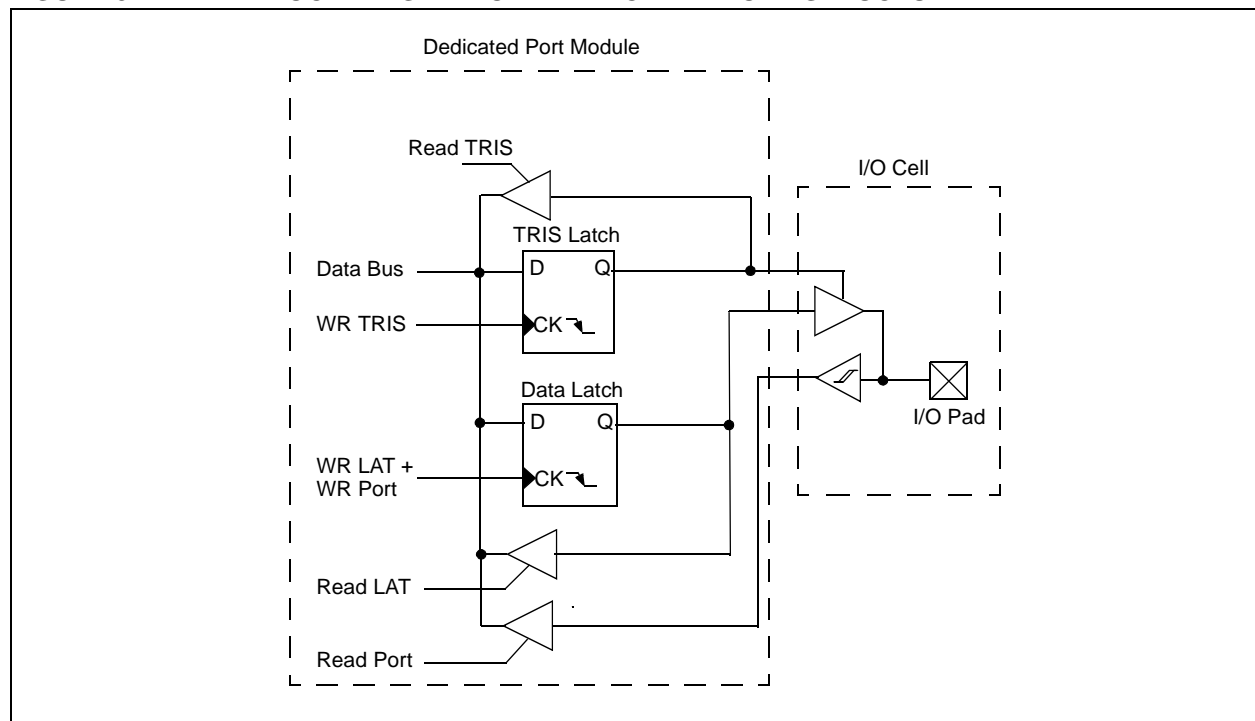 Dedicated Port Module
Read TRIS
I/O Cell
TRIS Latch
Data Bus
D
Q
WR TRIS
CK
Data Latch
D
Q
I/O Pad
WR LAT +
WR Port
CK
Read LAT
Read Port